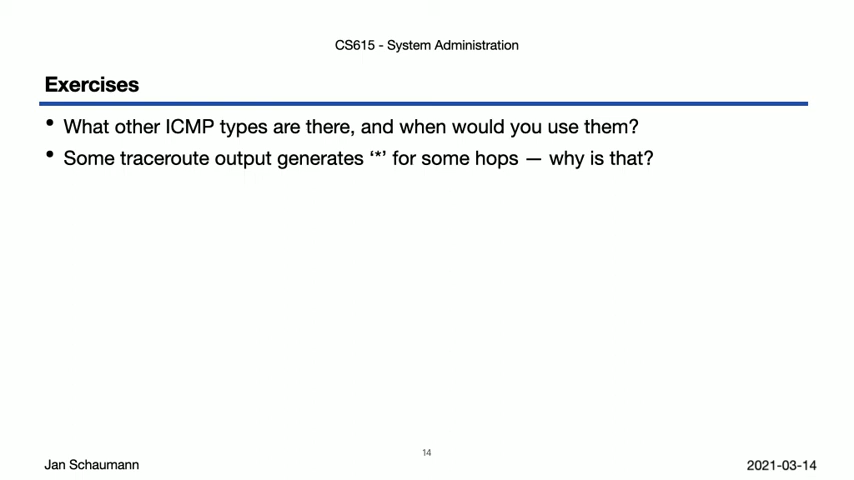 CS615 - System Administration
Exercises
• What other ICMP types are there, and when would you use them?
• Some traceroute output generates ‘*’ for some hops — why is that?
14
Jan Schaumann
2021-03-14